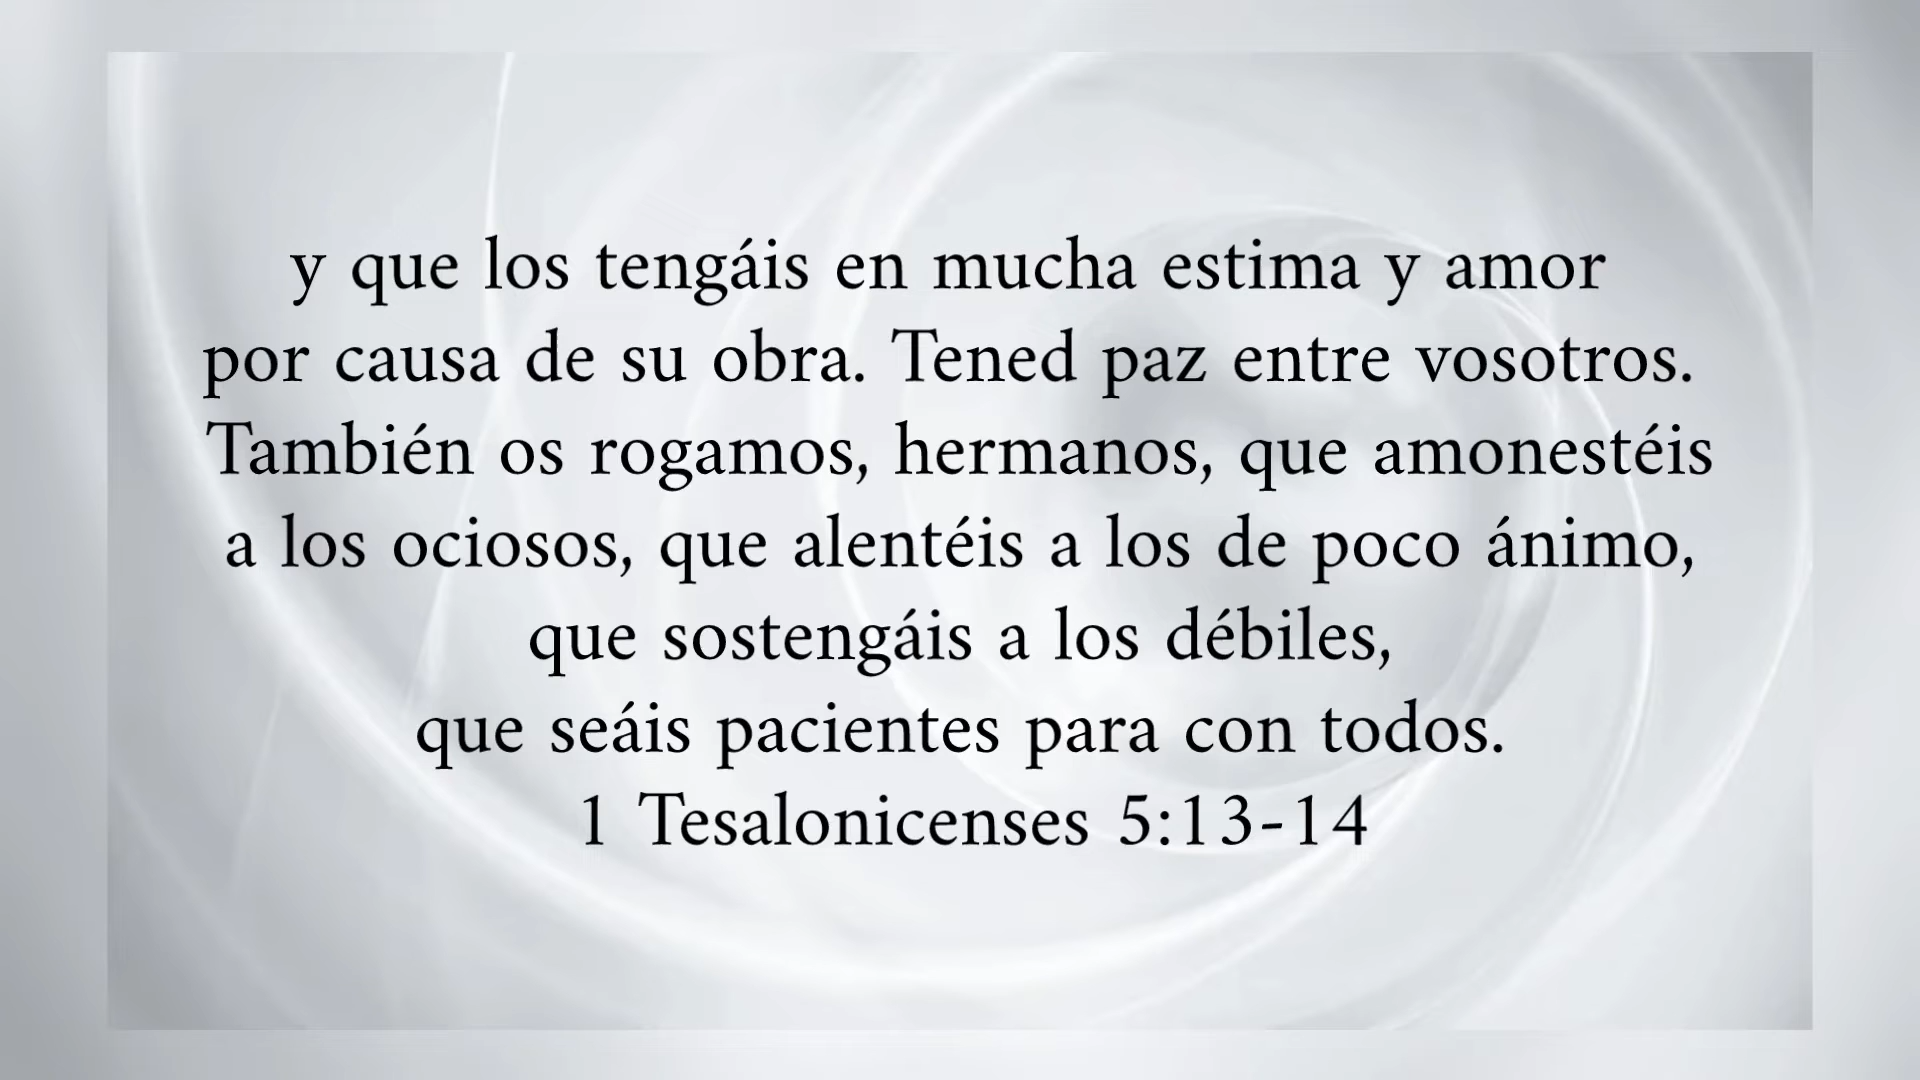 y que los tengáis en mucha estima y amor
por causa de su obra. Tened paz entre vosotros.
También os rogamos, hermanos, que amonestéis
a los ociosos, que alentéis a los de poco ánimo,
que sostengáis a los débiles,
que seáis pacientes para con todos.
1 Tesalonicenses 5:13-14